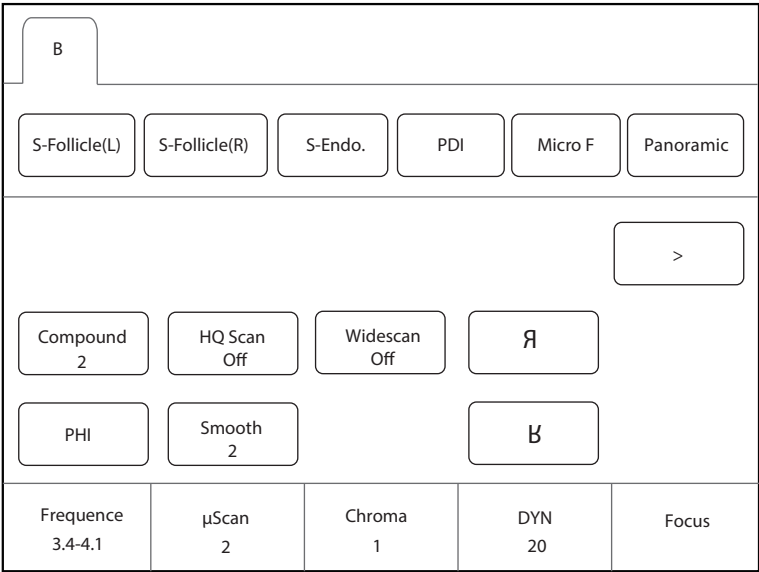 B
S-Follicle(L) S-Follicle(R) S-Endo. PDI Micro F Panoramic
>
Compound HQ Scan Widescan Я
2 Off Off
PHI Smooth ʁ
2
Frequence μScan Chroma DYN Focus
3.4-4.1 2 1 20